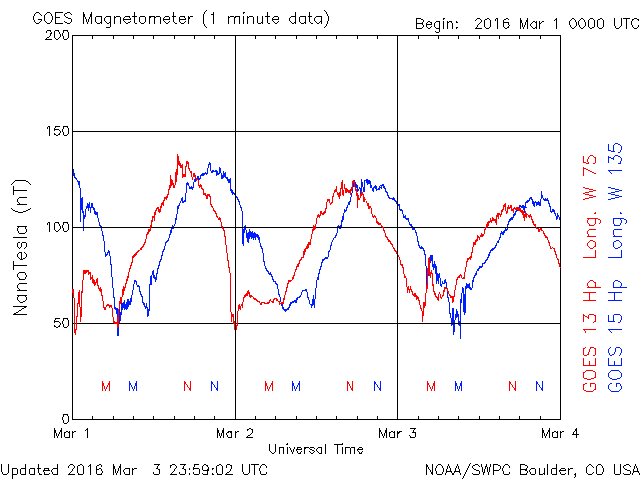 GOES Magnetometer (1 minute data)
Begin: 2016 Mar 1 0000 UTC
200
150
100
50
0
NanoTesla (nT)
M M N N M M N N M M N N
Mar 1 Mar 2 Mar 3 Mar 4
Universal Time
GOES 13 Hp Long. W 75
GOES 15 Hp Long. W 135
Updated 2016 Mar 3 23:59:02 UTC
NOAA/SWPC Boulder, CO USA